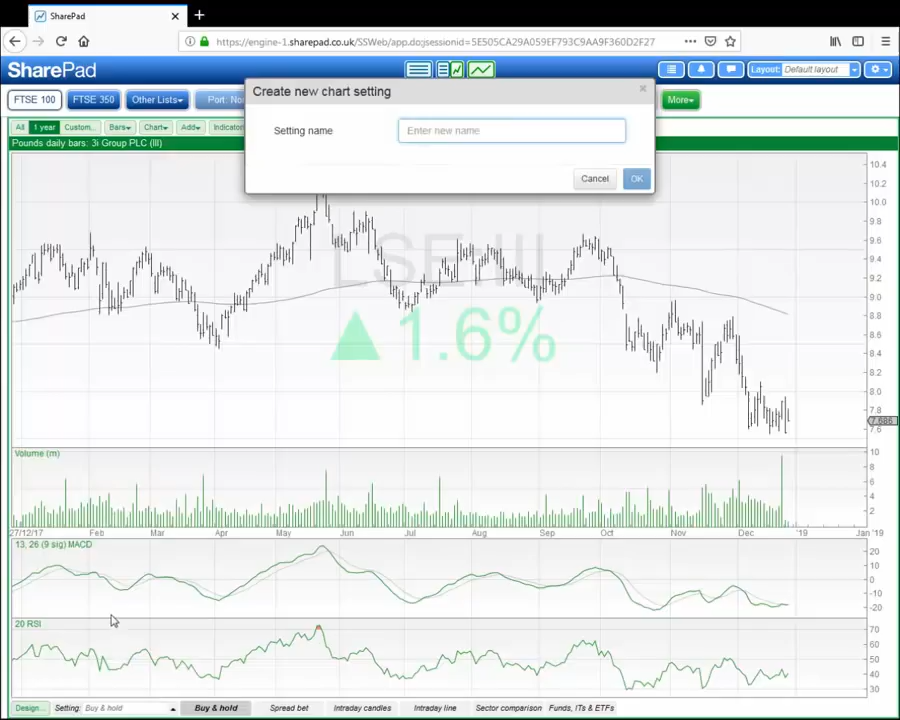 SharePad
https://engine-1.sharepad.co.uk/SSWeb/app.do;jsessionid=5E505CA29A059EF793C9AA9F360D2F27
SharePad
Layout: Default layout
FTSE 100 FTSE 350 Other Lists Port: No More
Create new chart setting
Setting name Enter new name
Cancel OK
All 1 year Custom... Bars Chart Add Indicators
Pounds daily bars: 3i Group PLC (III)
LSE:III
1.6%
10.4
10.2
10.0
9.8
9.6
9.4
9.2
9.0
8.8
8.6
8.4
8.2
8.0
7.8
7.685
7.6
Volume (m)
10
8
6
4
2
27/12/17 Feb Mar Apr May Jun Jul Aug Sep Oct Nov Dec '19 Jan '19
13, 26 (9 sig) MACD
20
10
0
-10
-20
20 RSI
70
60
50
40
30
Design... Setting: Buy & hold Buy & hold Spread bet Intraday candles Intraday line Sector comparison Funds, ITs & ETFs